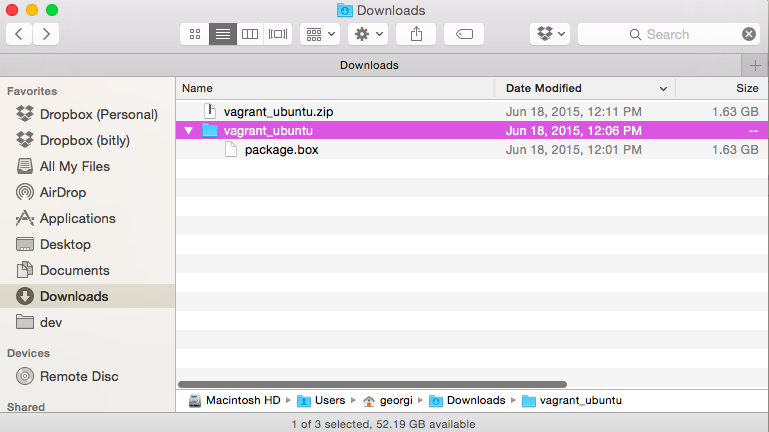 Downloads
Search
Downloads
Favorites
Dropbox (Personal)
Dropbox (bitly)
All My Files
AirDrop
Applications
Desktop
Documents
Downloads
dev
Devices
Remote Disc
Shared
Name Date Modified Size
vagrant_ubuntu.zip Jun 18, 2015, 12:11 PM 1.63 GB
vagrant_ubuntu Jun 18, 2015, 12:06 PM --
package.box Jun 18, 2015, 12:01 PM 1.63 GB
Macintosh HD Users georgi Downloads vagrant_ubuntu
1 of 3 selected, 52.19 GB available